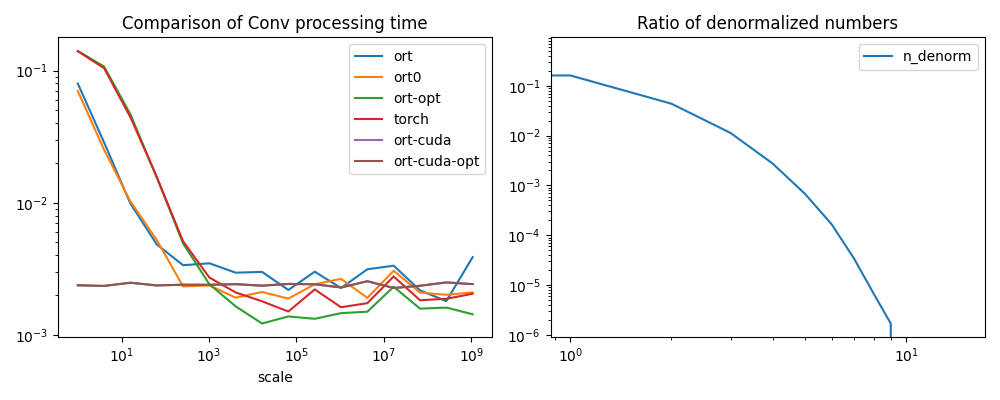 Comparison of Conv processing time
10⁻¹
10⁻²
10⁻³
ort
ort0
ort-opt
torch
ort-cuda
ort-cuda-opt
10¹
10³
10⁵
10⁷
10⁹
scale
Ratio of denormalized numbers
n_denorm
10⁻¹
10⁻²
10⁻³
10⁻⁴
10⁻⁵
10⁻⁶
10⁰
10¹